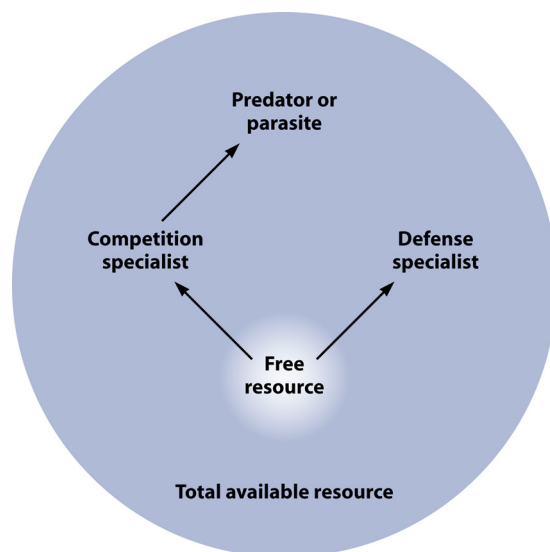 Predator or
parasite
Competition
specialist
Defense
specialist
Free
resource
Total available resource